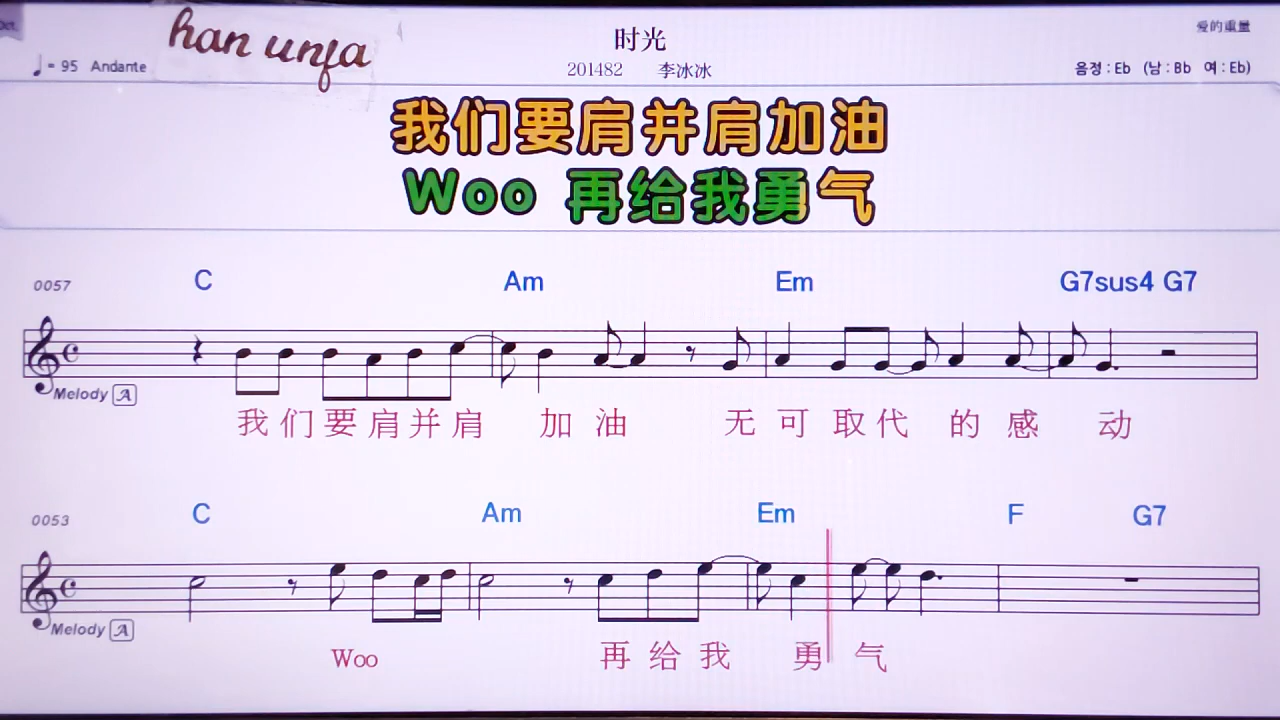 Oct.
han unfa
时光
爱的重量
= 95 Andante
201482 李冰冰
음정 : Eb (남 : Bb 여 : Eb)
我们要肩并肩加油
Woo 再给我勇气
0057 C Am Em G7sus4 G7
Melody A
我们要肩并肩 加油 无可取代的感动
0053 C Am Em F G7
Melody A
Woo 再给我勇气